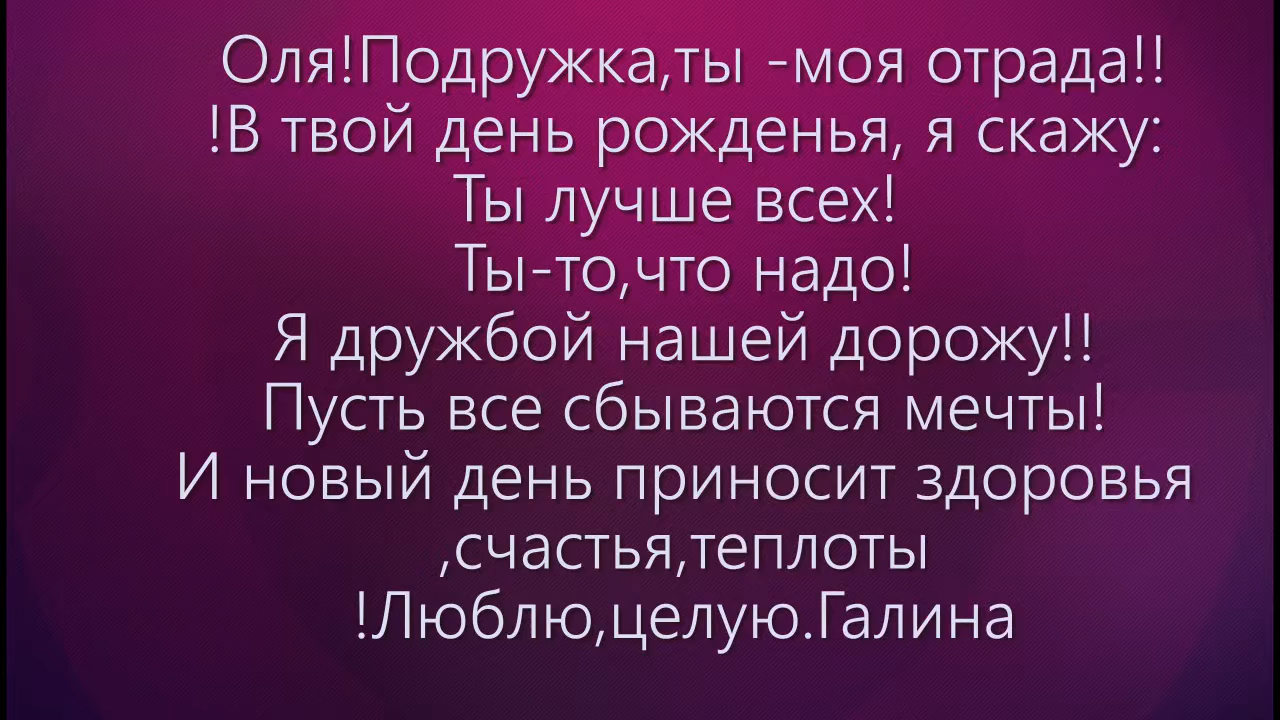 Оля!Подружка,ты -моя отрада!!
!В твой день рожденья, я скажу:
Ты лучше всех!
Ты-то,что надо!
Я дружбой нашей дорожу!!
Пусть все сбываются мечты!
И новый день приносит здоровья
,счастья,теплоты
!Люблю,целую.Галина